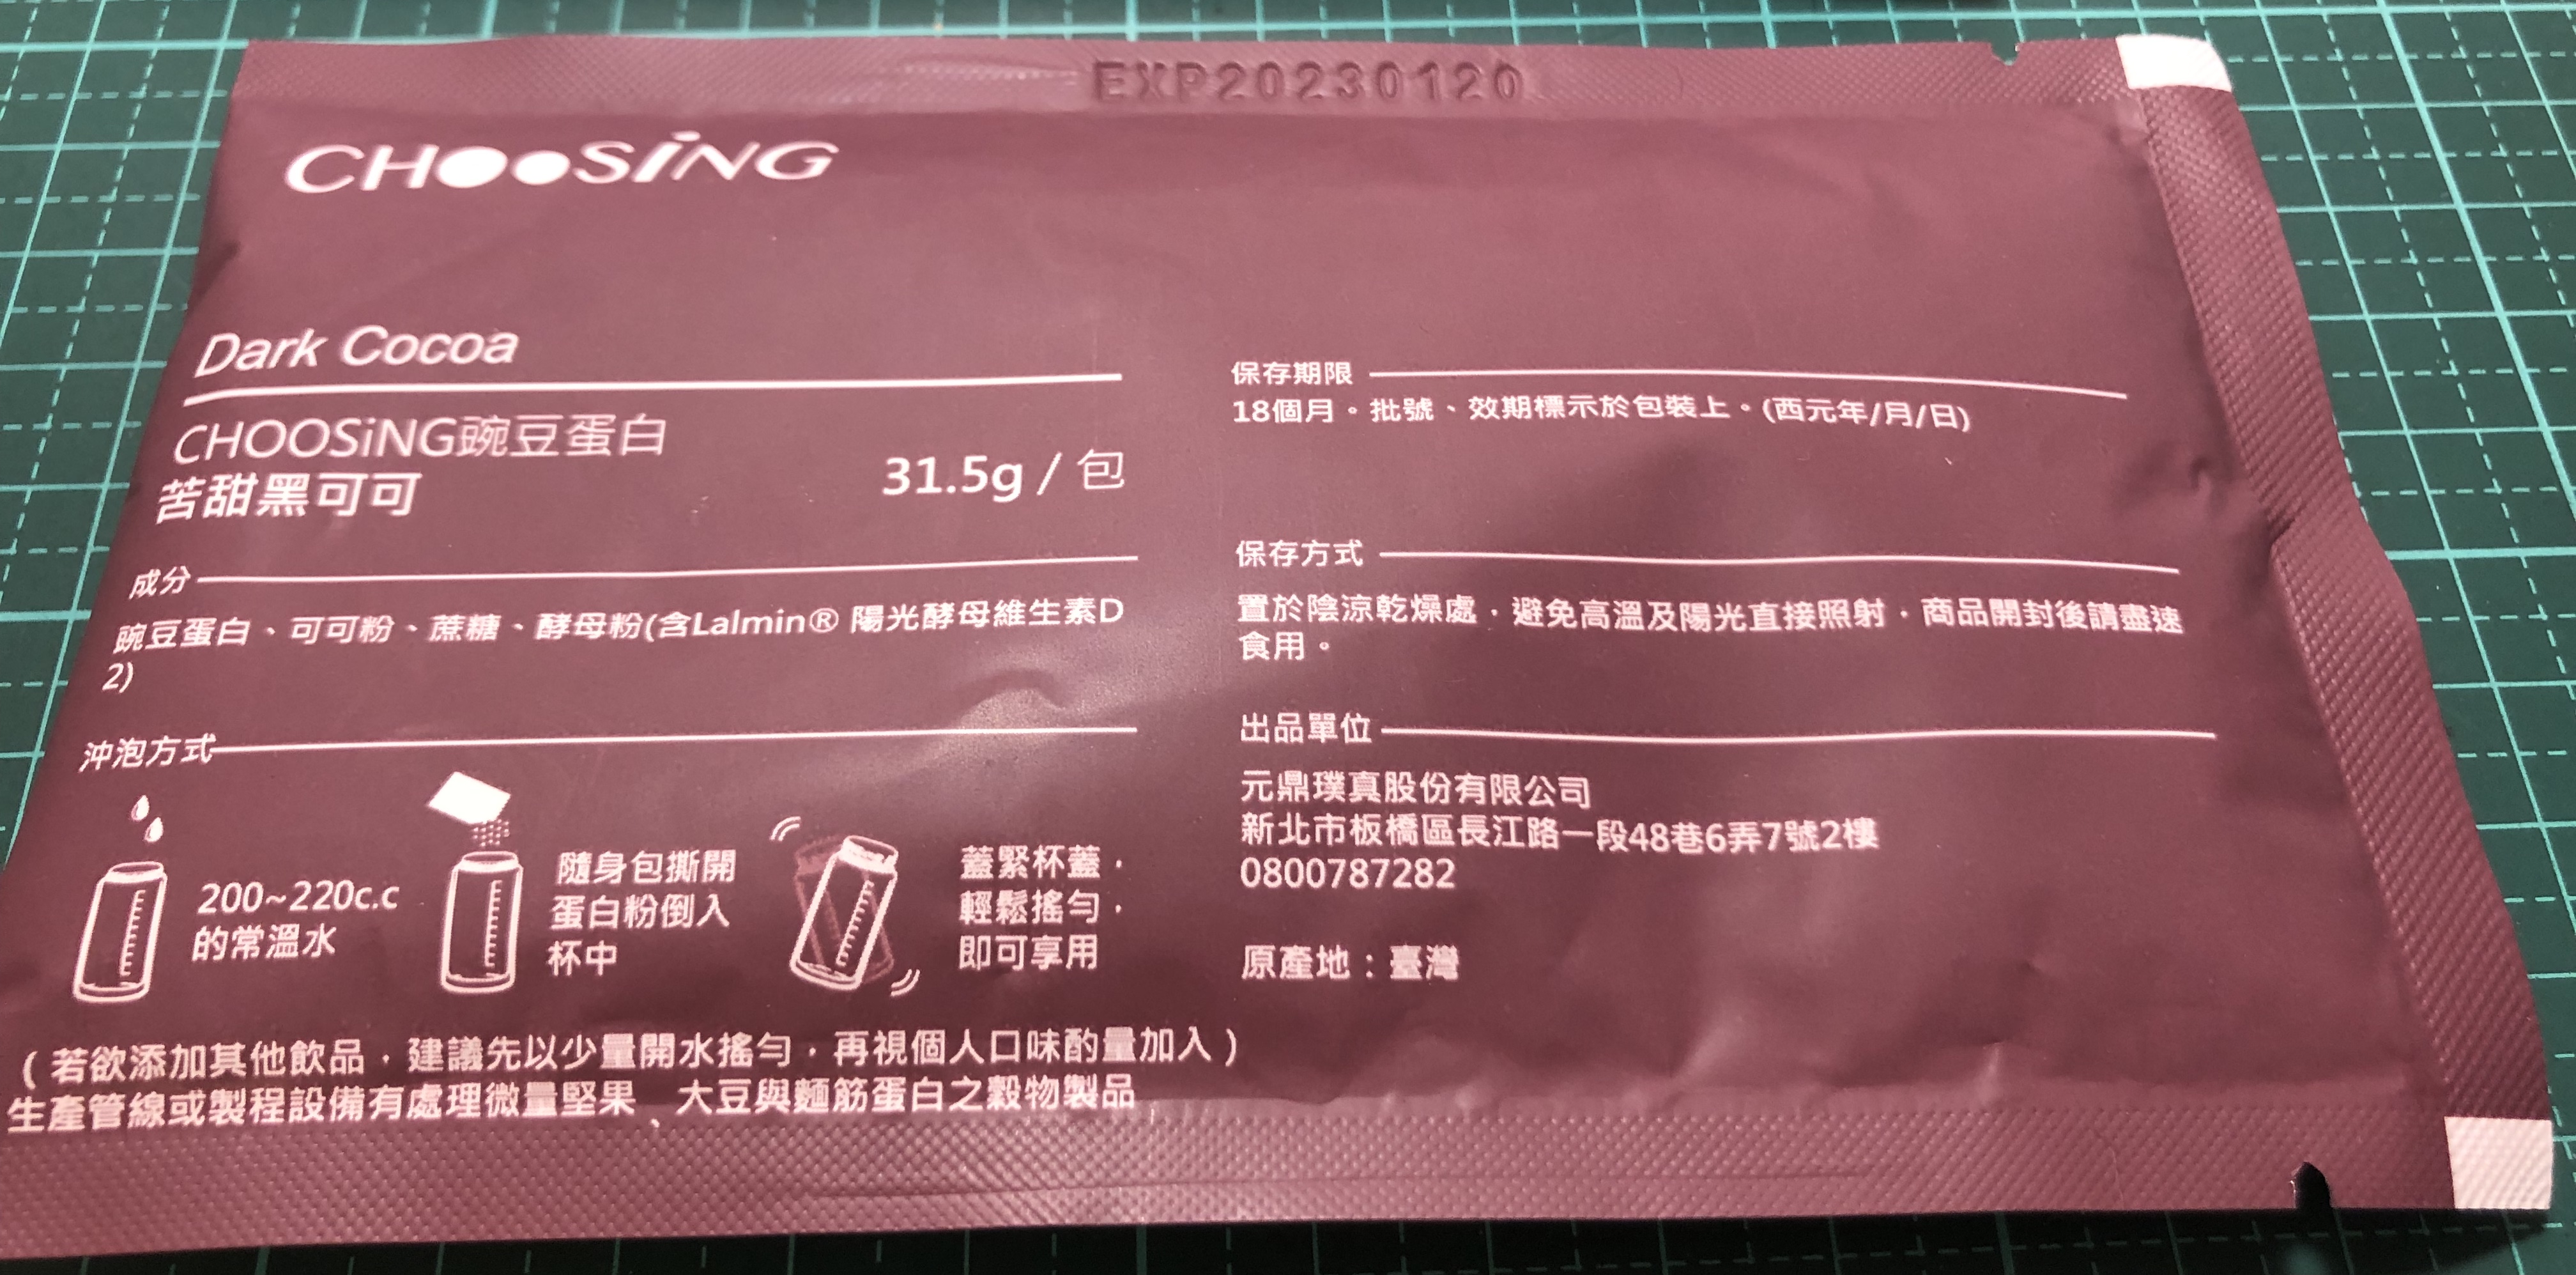 EXP20230120
CHOOSiNG
Dark Cocoa
CHOOSiNG豌豆蛋白
苦甜黑可可
31.5g / 包
成分
豌豆蛋白、可可粉、蔗糖、酵母粉(含Lalmin® 陽光酵母維生素D
2)
沖泡方式
200~220c.c
的常溫水
隨身包撕開
蛋白粉倒入
杯中
蓋緊杯蓋，
輕鬆搖勻，
即可享用
(若欲添加其他飲品，建議先以少量開水搖勻，再視個人口味酌量加入)
生產管線或製程設備有處理微量堅果、大豆與麵筋蛋白之穀物製品
保存期限
18個月。批號、效期標示於包裝上。(西元年/月/日)
保存方式
置於陰涼乾燥處，避免高溫及陽光直接照射，商品開封後請盡速
食用。
出品單位
元鼎璞真股份有限公司
新北市板橋區長江路一段48巷6弄7號2樓
0800787282
原產地：臺灣